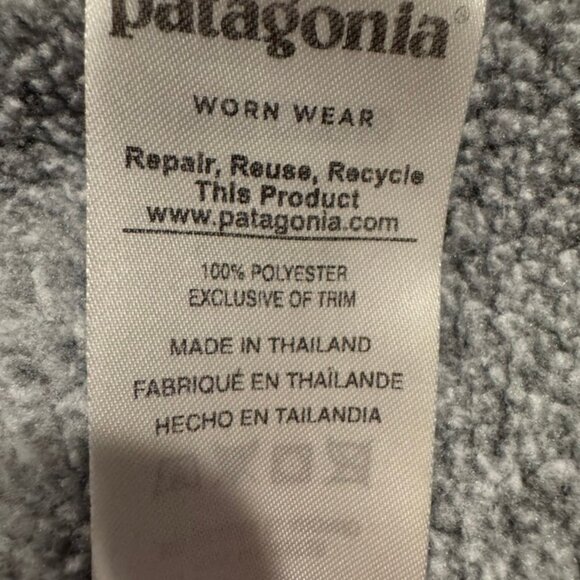 patagonia®
WORN WEAR
Repair, Reuse, Recycle
This Product
www.patagonia.com
100% POLYESTER
EXCLUSIVE OF TRIM
MADE IN THAILAND
FABRIQUÉ EN THAÏLANDE
HECHO EN TAILANDIA